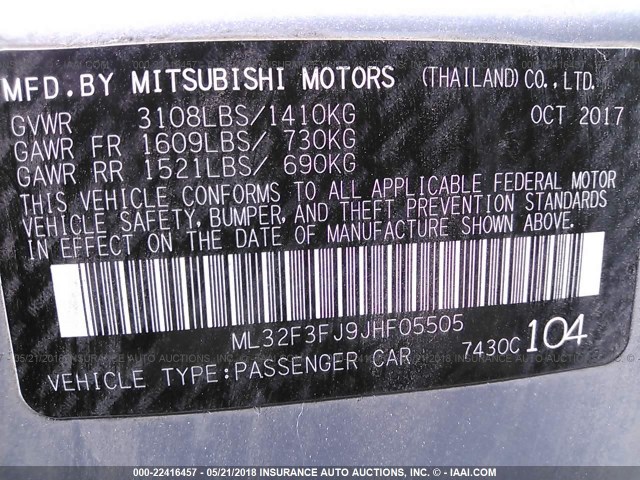 MFD.BY MITSUBISHI MOTORS (THAILAND)CO.,LTD.
GVWR 3108LBS/1410KG OCT 2017
GAWR FR 1609LBS/ 730KG
GAWR RR 1521LBS/ 690KG
THIS VEHICLE CONFORMS TO ALL APPLICABLE FEDERAL MOTOR
VEHICLE SAFETY, BUMPER, AND THEFT PREVENTION STANDARDS
IN EFFECT ON THE DATE OF MANUFACTURE SHOWN ABOVE.
ML32F3FJ9JHF05505
VEHICLE TYPE:PASSENGER CAR 7430C 104
000-22416457 - 05/21/2018 INSURANCE AUTO AUCTIONS, INC. - © - IAAI.COM